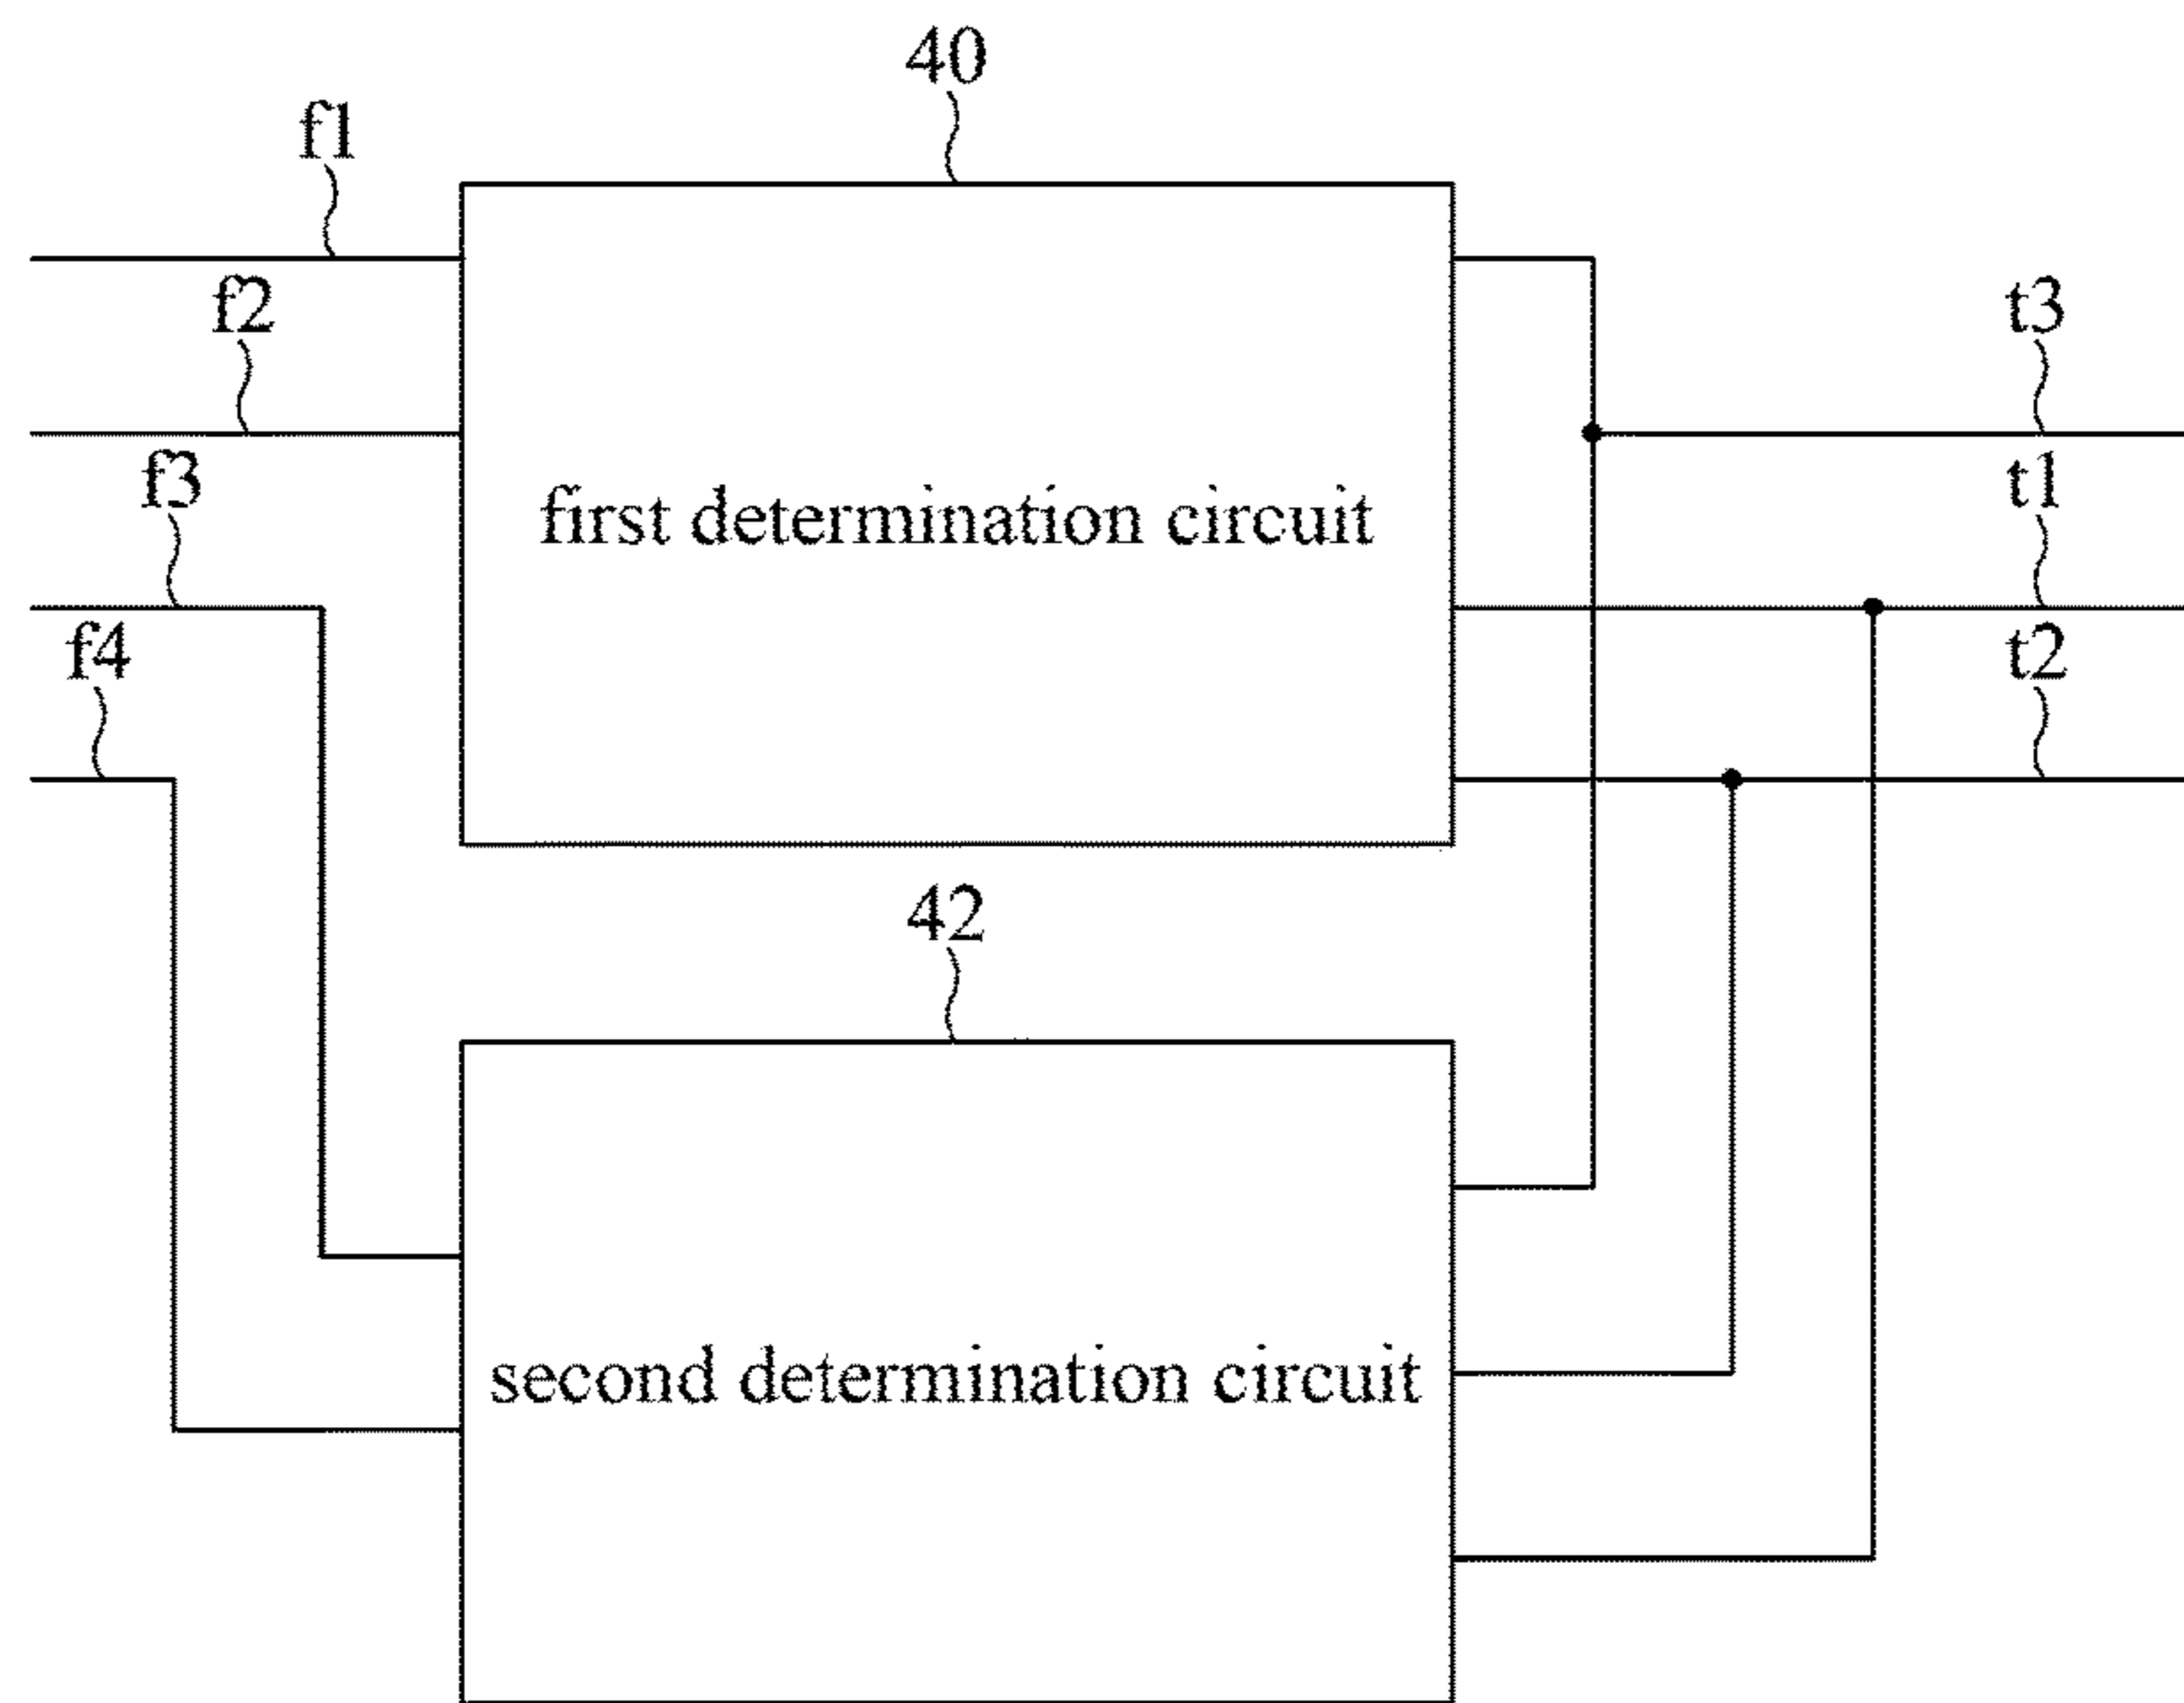 40
f1
f2
t3
f3
t1
first determination circuit
f4
t2
42
second determination circuit